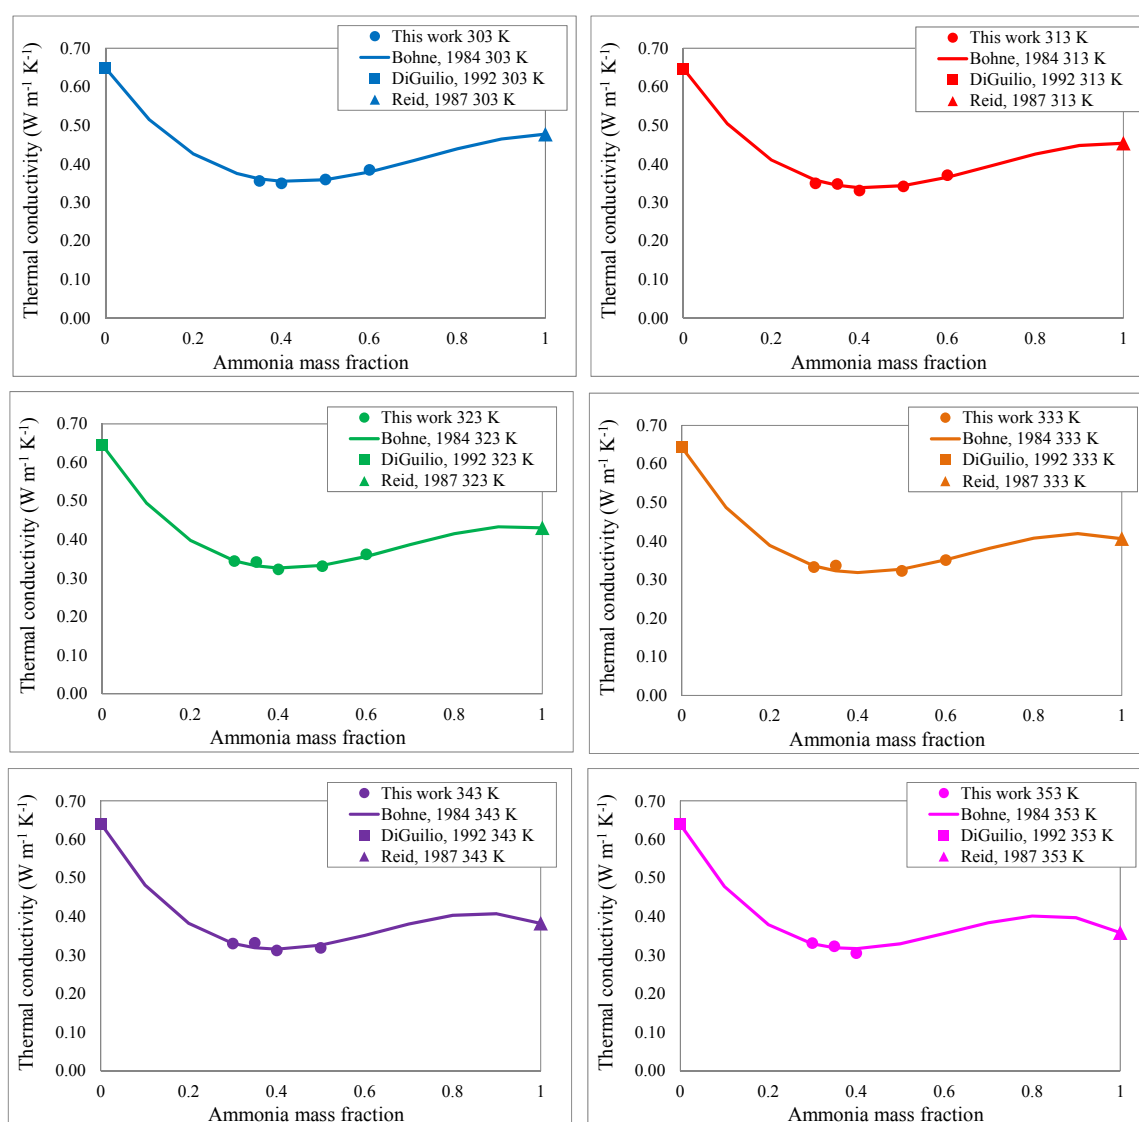 This work 303 K
Bohne, 1984 303 K
DiGuilio, 1992 303 K
Reid, 1987 303 K
Thermal conductivity (W m-1 K-1)
0.70
0.60
0.50
0.40
0.30
0.20
0.10
0.00
0 0.2 0.4 0.6 0.8 1
Ammonia mass fraction
This work 313 K
Bohne, 1984 313 K
DiGuilio, 1992 313 K
Reid, 1987 313 K
Thermal conductivity (W m-1 K-1)
0.70
0.60
0.50
0.40
0.30
0.20
0.10
0.00
0 0.2 0.4 0.6 0.8 1
Ammonia mass fraction
This work 323 K
Bohne, 1984 323 K
DiGuilio, 1992 323 K
Reid, 1987 323 K
Thermal conductivity (W m-1 K-1)
0.70
0.60
0.50
0.40
0.30
0.20
0.10
0.00
0 0.2 0.4 0.6 0.8 1
Ammonia mass fraction
This work 333 K
Bohne, 1984 333 K
DiGuilio, 1992 333 K
Reid, 1987 333 K
Thermal conductivity (W m-1 K-1)
0.70
0.60
0.50
0.40
0.30
0.20
0.10
0.00
0 0.2 0.4 0.6 0.8 1
Ammonia mass fraction
This work 343 K
Bohne, 1984 343 K
DiGuilio, 1992 343 K
Reid, 1987 343 K
Thermal conductivity (W m-1 K-1)
0.70
0.60
0.50
0.40
0.30
0.20
0.10
0.00
0 0.2 0.4 0.6 0.8 1
Ammonia mass fraction
This work 353 K
Bohne, 1984 353 K
DiGuilio, 1992 353 K
Reid, 1987 353 K
Thermal conductivity (W m-1 K-1)
0.70
0.60
0.50
0.40
0.30
0.20
0.10
0.00
0 0.2 0.4 0.6 0.8 1
Ammonia mass fraction